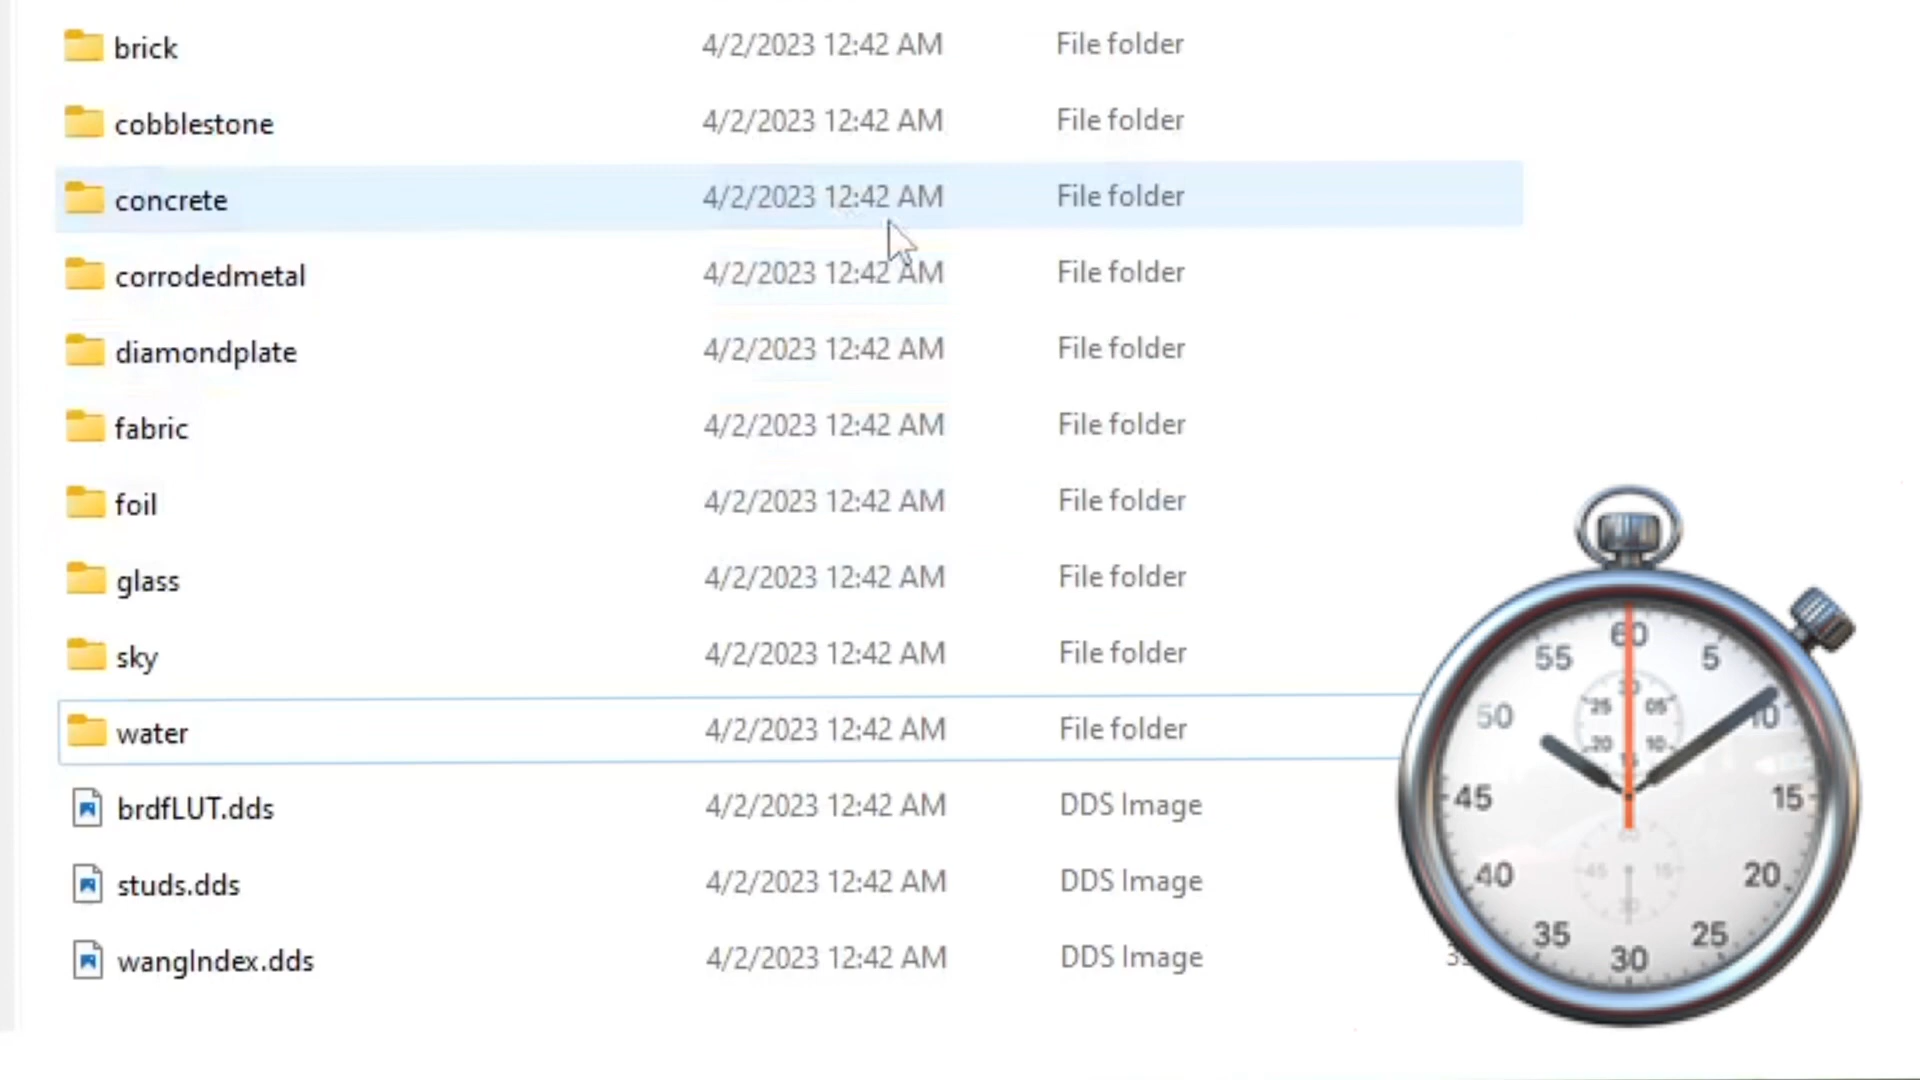 brick 4/2/2023 12:42 AM File folder
cobblestone 4/2/2023 12:42 AM File folder
concrete 4/2/2023 12:42 AM File folder
corrodedmetal 4/2/2023 12:42 AM File folder
diamondplate 4/2/2023 12:42 AM File folder
fabric 4/2/2023 12:42 AM File folder
foil 4/2/2023 12:42 AM File folder
glass 4/2/2023 12:42 AM File folder
sky 4/2/2023 12:42 AM File folder
water 4/2/2023 12:42 AM File folder
brdfLUT.dds 4/2/2023 12:42 AM DDS Image
studs.dds 4/2/2023 12:42 AM DDS Image
wangIndex.dds 4/2/2023 12:42 AM DDS Image
60
55 5
50 10
45 15
40 20
35 25
30
25 05
20 10